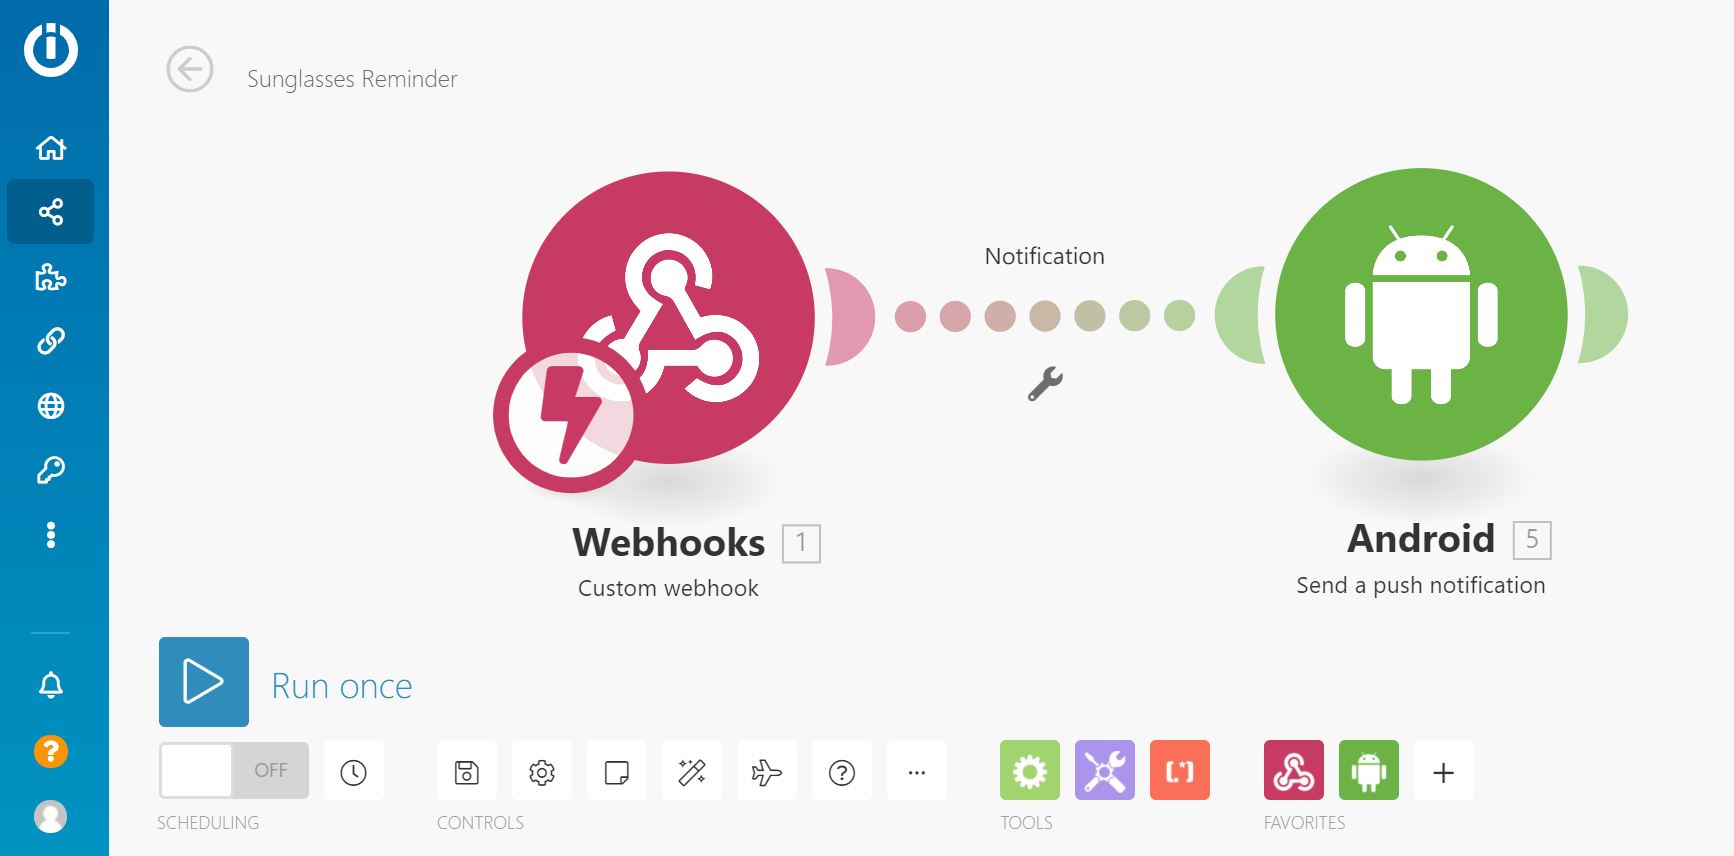 Sunglasses Reminder
Notification
Webhooks 1
Custom webhook
Android 5
Send a push notification
Run once
OFF
SCHEDULING
CONTROLS
TOOLS
FAVORITES